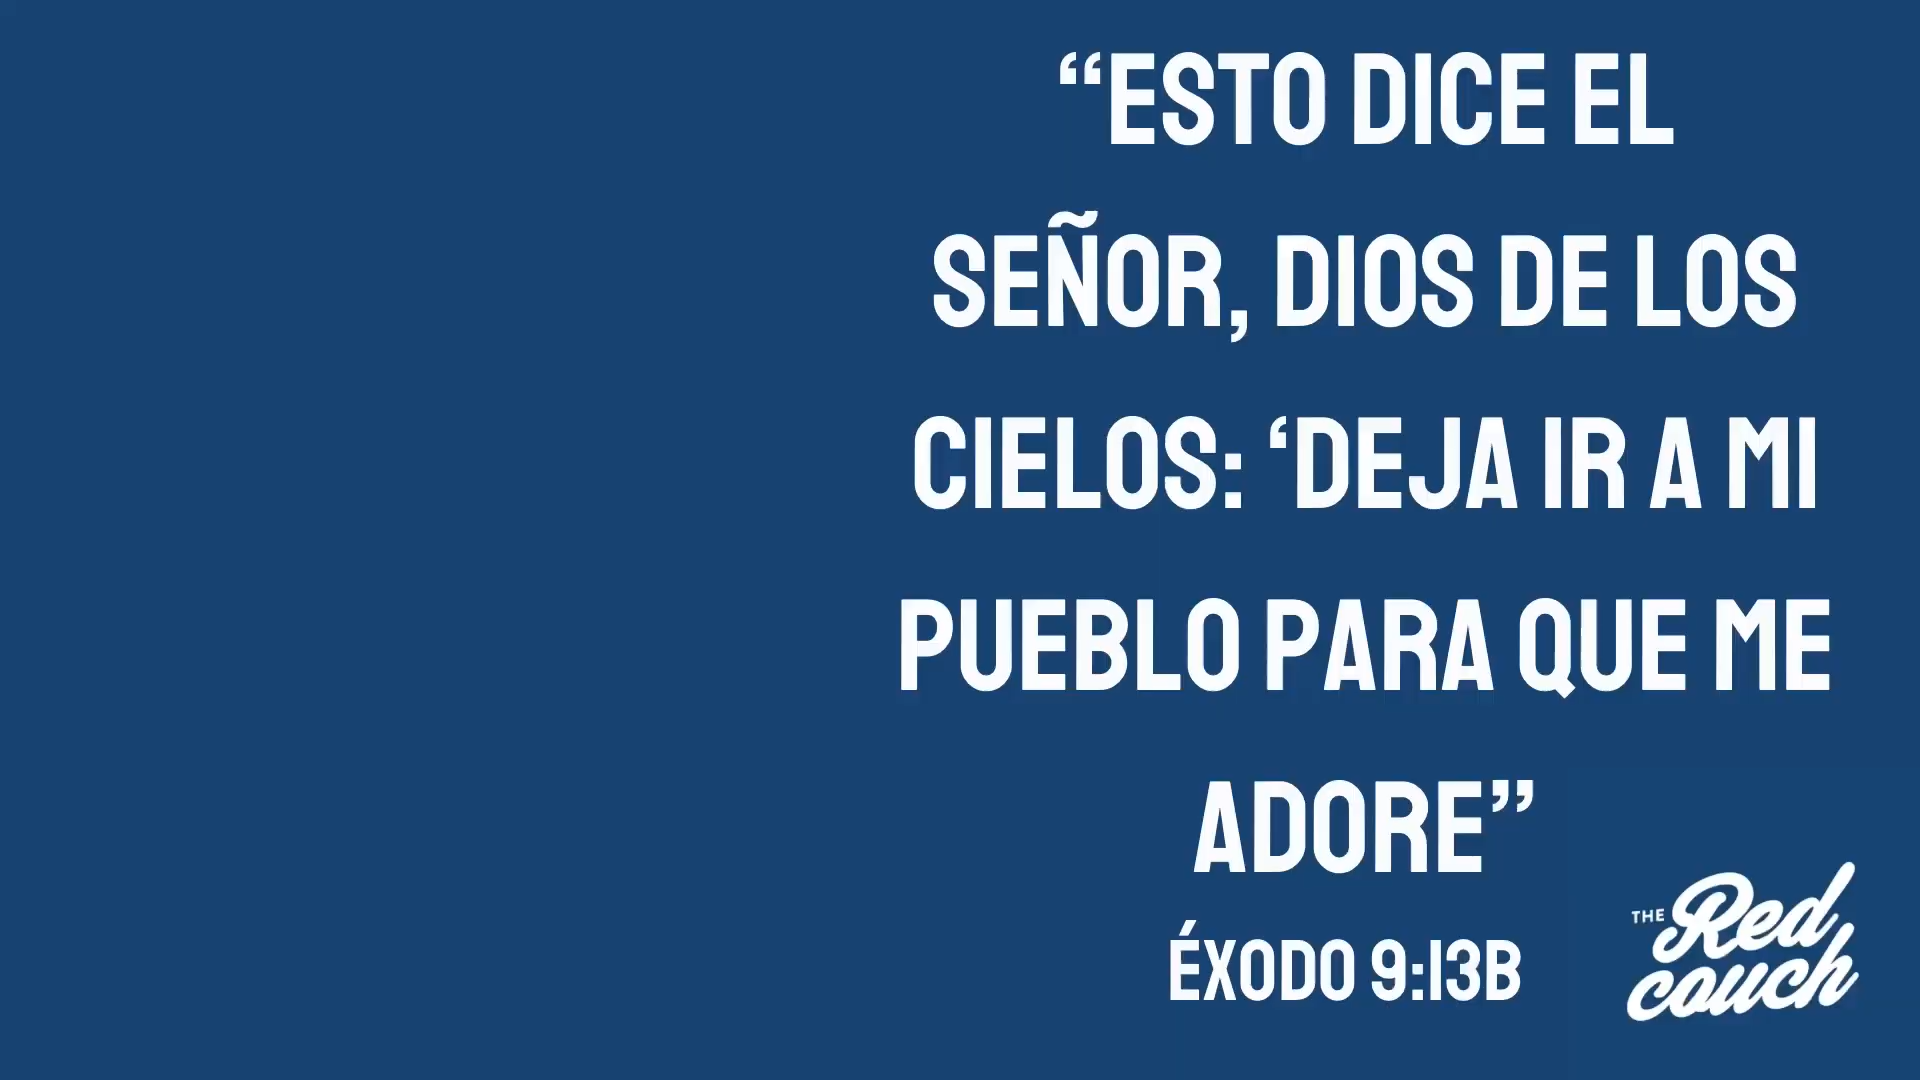 “ESTO DICE EL
SEÑOR, DIOS DE LOS
CIELOS: ‘DEJA IR A MI
PUEBLO PARA QUE ME
ADORE”
ÉXODO 9:13B
THE Red
couch